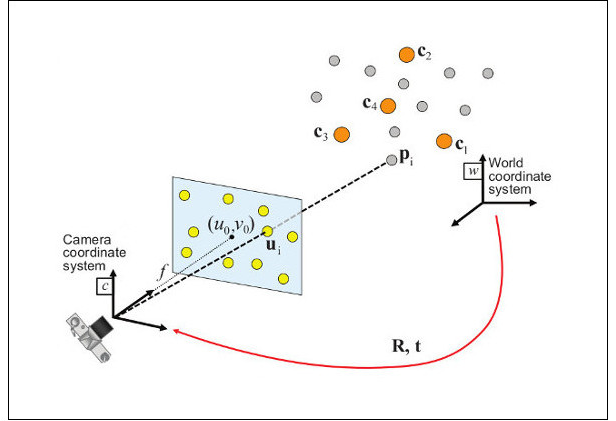 c₂
c₄
c₃
c₁
pᵢ
World
coordinate
system
w
(u₀,v₀)
uᵢ
Camera
coordinate
system
f
c
R, t